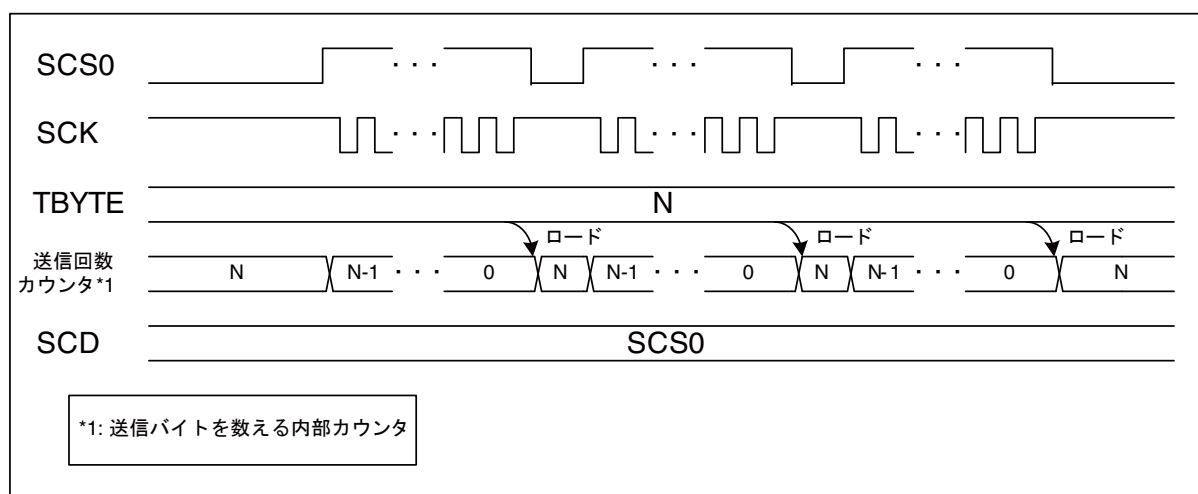 SCS0
. . .
. . .
. . .
SCK
. . .
. . .
. . .
TBYTE
N
ロード
ロード
ロード
送信回数
カウンタ*1
N
N-1
. . .
0
N
N-1
. . .
0
N
N-1
. . .
0
N
SCD
SCS0
*1: 送信バイトを数える内部カウンタ